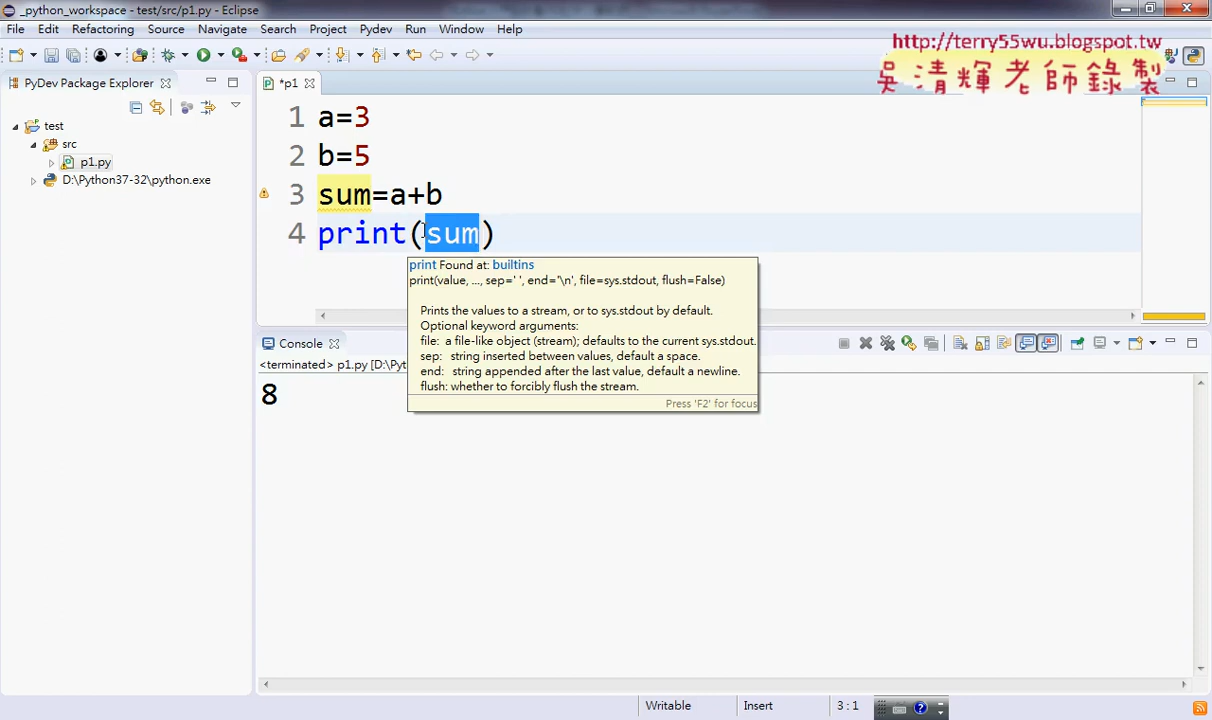 _python_workspace - test/src/p1.py - Eclipse
File Edit Refactoring Source Navigate Search Project Pydev Run Window Help
http://terry55wu.blogspot.tw
吳清輝老師錄製
PyDev Package Explorer
*p1
test
src
p1.py
D:\Python37-32\python.exe
1 a=3
2 b=5
3 sum=a+b
4 print(sum)
print Found at: builtins
print(value, ..., sep=' ', end='\n', file=sys.stdout, flush=False)
Prints the values to a stream, or to sys.stdout by default.
Optional keyword arguments:
file: a file-like object (stream); defaults to the current sys.stdout.
sep: string inserted between values, default a space.
end: string appended after the last value, default a newline.
flush: whether to forcibly flush the stream.
Press 'F2' for focus
Console
<terminated> p1.py [D:\Pyt
8
Writable Insert 3 : 1